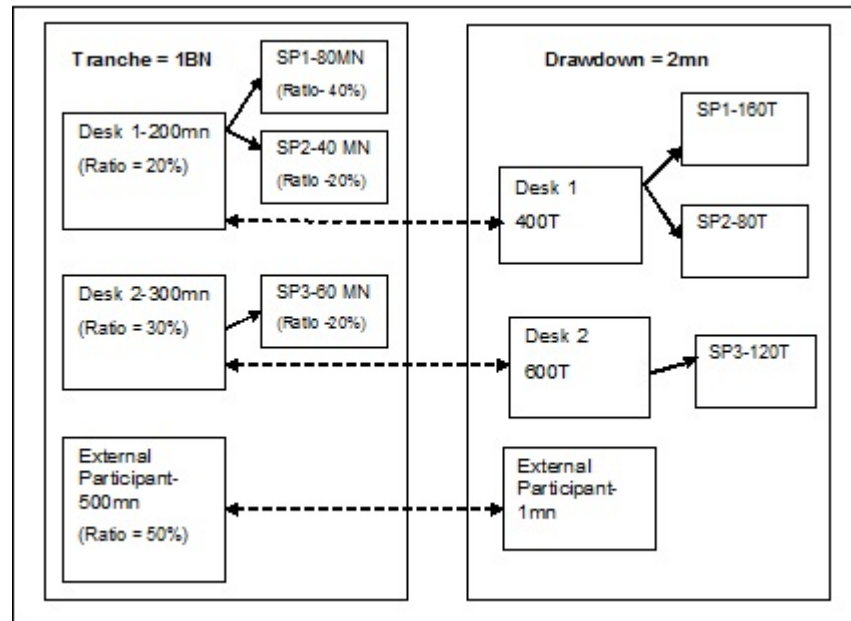 Tranche = 1BN
SP1-80MN
(Ratio- 40%)
Desk 1-200mn
(Ratio = 20%)
SP2-40 MN
(Ratio -20%)
Desk 2-300mn
(Ratio = 30%)
SP3-60 MN
(Ratio -20%)
External
Participant-
500mn
(Ratio = 50%)
Drawdown = 2mn
SP1-160T
Desk 1
400T
SP2-80T
Desk 2
600T
SP3-120T
External
Participant-
1mn